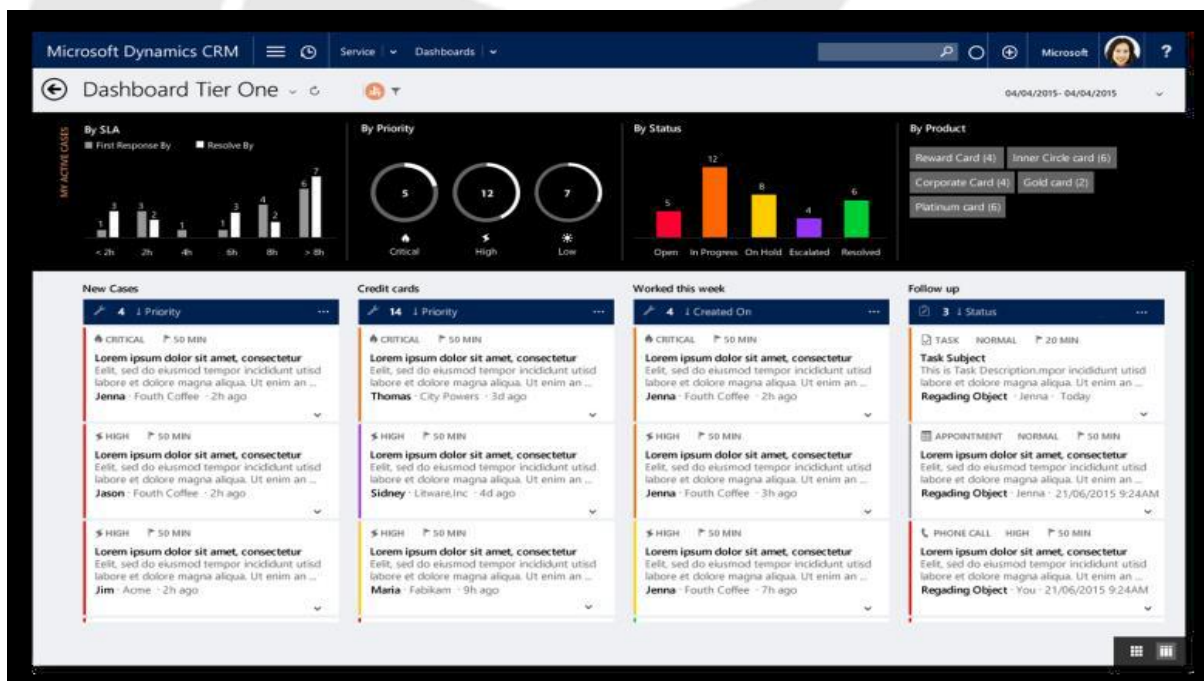 Microsoft Dynamics CRM Service Dashboards Microsoft ?
Dashboard Tier One 04/04/2015- 04/04/2015
MY ACTIVE CASES
By SLA
First Response By Resolve By
1 3 3 2 1 1 3 4 2 6 7
< 2h 2h 4h 6h 8h > 8h
By Priority
5 12 7
Critical High Low
By Status
5 12 8 4 6
Open In Progress On Hold Escalated Resolved
By Product
Reward Card (4) Inner Circle card (6)
Corporate Card (4) Gold card (2)
Platinum card (6)
New Cases
4 ↓ Priority ...
CRITICAL 50 MIN
Lorem ipsum dolor sit amet, consectetur
Eelit, sed do eiusmod tempor incididunt utisd
labore et dolore magna aliqua. Ut enim an ...
Jenna · Fouth Coffee · 2h ago
HIGH 50 MIN
Lorem ipsum dolor sit amet, consectetur
Eelit, sed do eiusmod tempor incididunt utisd
labore et dolore magna aliqua. Ut enim an ...
Jason · Fouth Coffee · 2h ago
HIGH 50 MIN
Lorem ipsum dolor sit amet, consectetur
Eelit, sed do eiusmod tempor incididunt utisd
labore et dolore magna aliqua. Ut enim an ...
Jim · Acme · 2h ago
Credit cards
14 ↓ Priority ...
CRITICAL 50 MIN
Lorem ipsum dolor sit amet, consectetur
Eelit, sed do eiusmod tempor incididunt utisd
labore et dolore magna aliqua. Ut enim an ...
Thomas · City Powers · 3d ago
HIGH 50 MIN
Lorem ipsum dolor sit amet, consectetur
Eelit, sed do eiusmod tempor incididunt utisd
labore et dolore magna aliqua. Ut enim an ...
Sidney · Litware,Inc · 4d ago
HIGH 50 MIN
Lorem ipsum dolor sit amet, consectetur
Eelit, sed do eiusmod tempor incididunt utisd
labore et dolore magna aliqua. Ut enim an ...
Maria · Fabikam · 9h ago
Worked this week
4 ↓ Created On ...
CRITICAL 50 MIN
Lorem ipsum dolor sit amet, consectetur
Eelit, sed do eiusmod tempor incididunt utisd
labore et dolore magna aliqua. Ut enim an ...
Jenna · Fouth Coffee · 2h ago
HIGH 50 MIN
Lorem ipsum dolor sit amet, consectetur
Eelit, sed do eiusmod tempor incididunt utisd
labore et dolore magna aliqua. Ut enim an ...
Jenna · Fouth Coffee · 3h ago
HIGH 50 MIN
Lorem ipsum dolor sit amet, consectetur
Eelit, sed do eiusmod tempor incididunt utisd
labore et dolore magna aliqua. Ut enim an ...
Jenna · Fouth Coffee · 7h ago
Follow up
3 ↓ Status ...
TASK NORMAL 20 MIN
Task Subject
This is Task Description.mpor incididunt utisd
labore et dolore magna aliqua. Ut enim an ...
Regading Object · Jenna · Today
APPOINTMENT NORMAL 50 MIN
Lorem ipsum dolor sit amet, consectetur
Eelit, sed do eiusmod tempor incididunt utisd
labore et dolore magna aliqua. Ut enim an ...
Regading Object · Jenna · 21/06/2015 9:24AM
PHONE CALL HIGH 50 MIN
Lorem ipsum dolor sit amet, consectetur
Eelit, sed do eiusmod tempor incididunt utisd
labore et dolore magna aliqua. Ut enim an ...
Regading Object · You · 21/06/2015 9:24AM